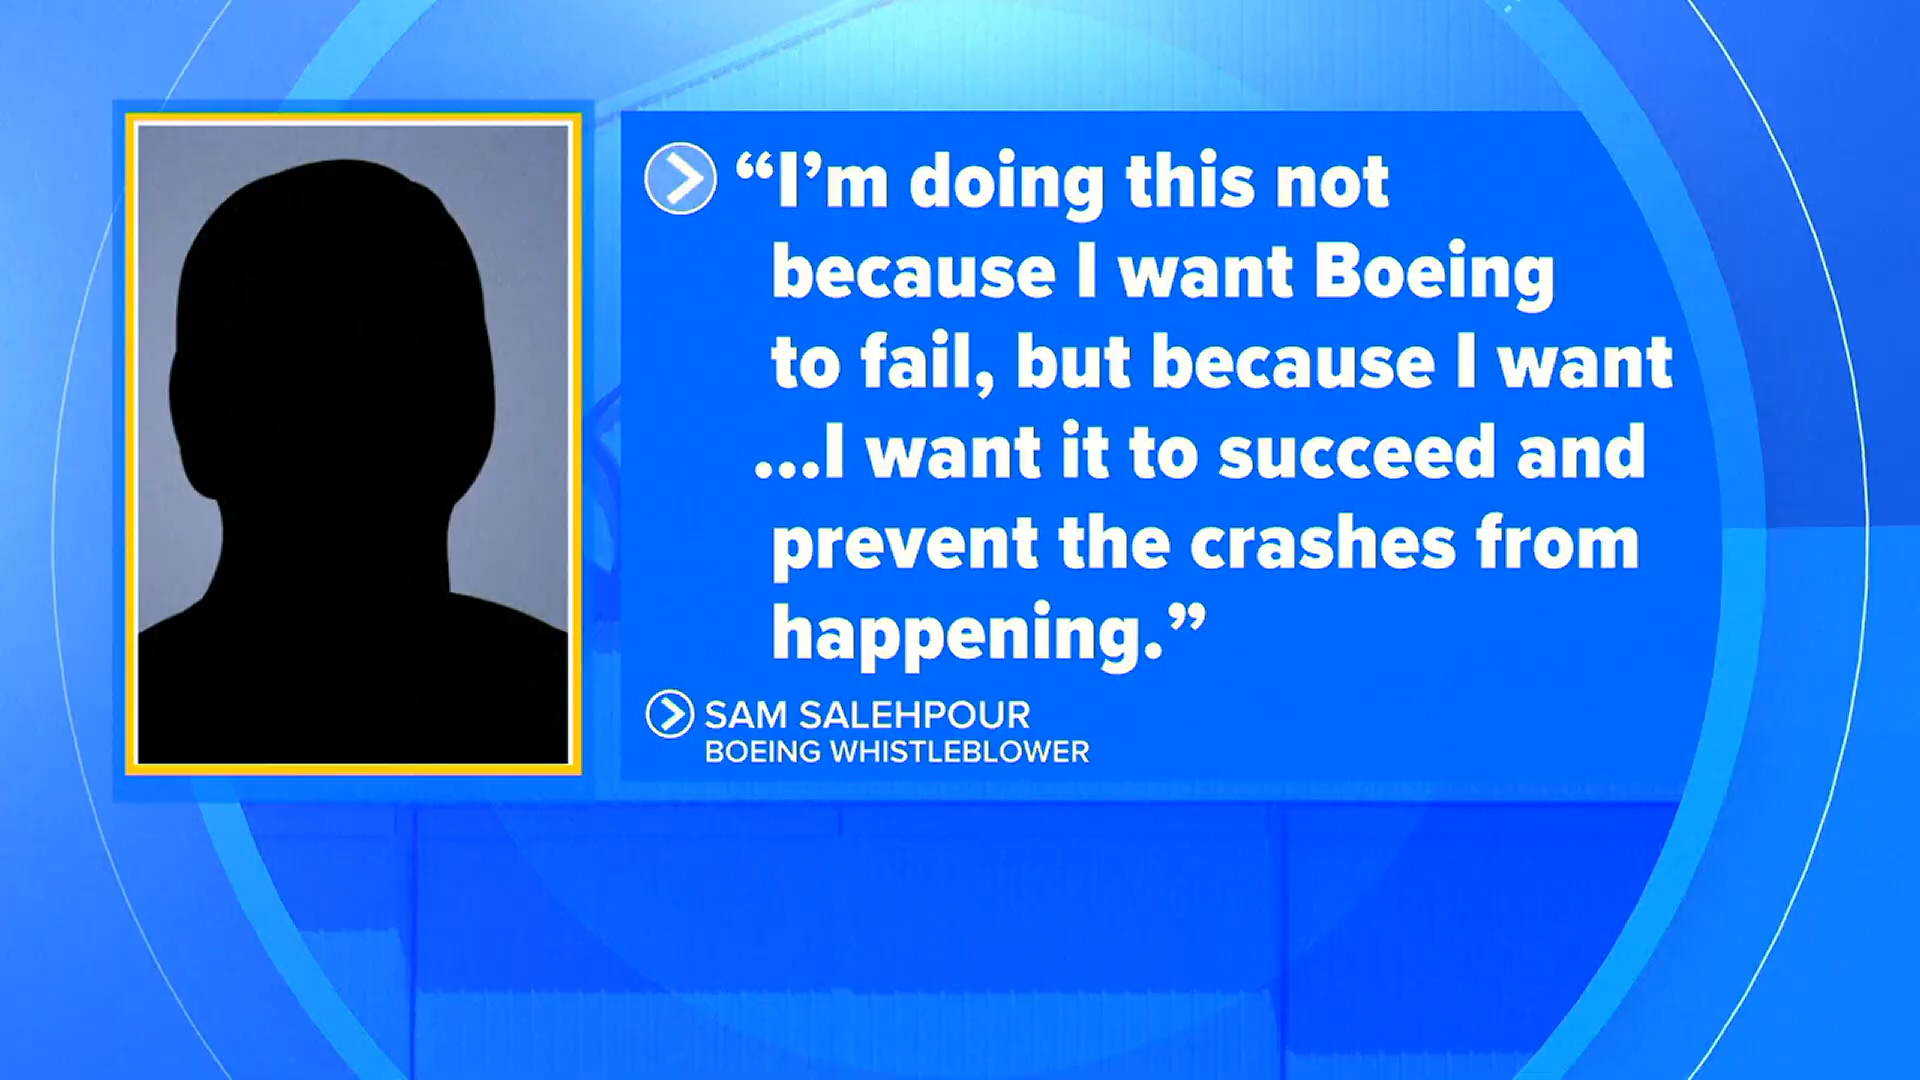 “I’m doing this not
because I want Boeing
to fail, but because I want
...I want it to succeed and
prevent the crashes from
happening.”
SAM SALEHPOUR
BOEING WHISTLEBLOWER